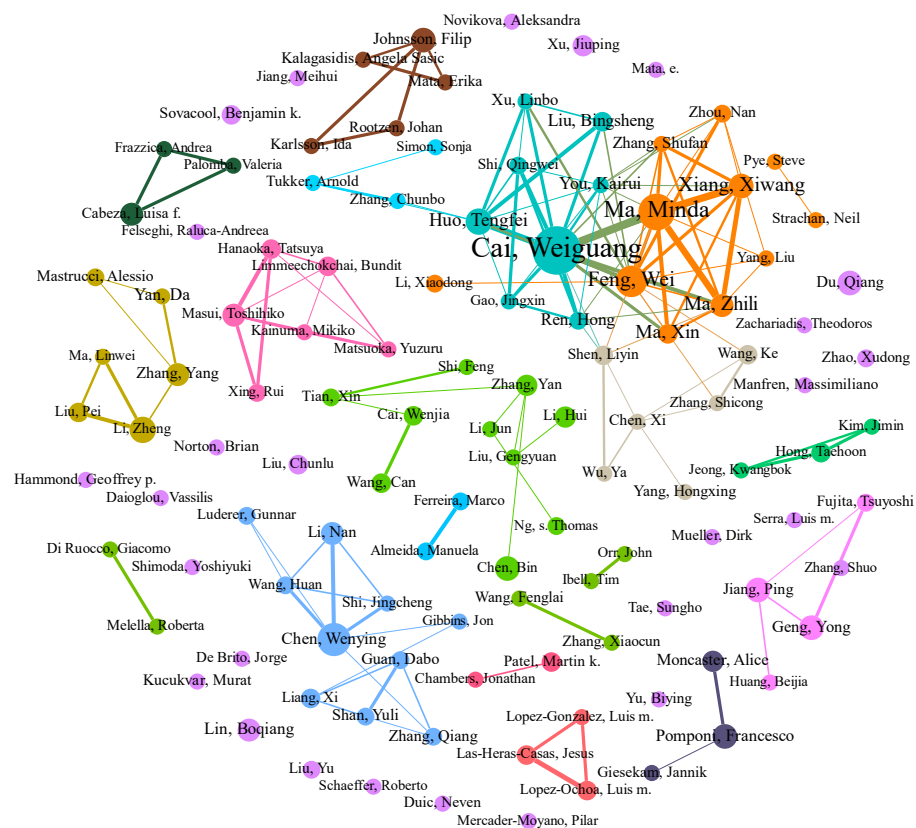 Novikova, Aleksandra
Johnsson, Filip
Xu, Jiuping
Kalagasidis, Angela Sasic
Mata, e.
Jiang, Meihui
Mata, Erika
Xu, Linbo
Sovacool, Benjamin k.
Zhou, Nan
Liu, Bingsheng
Rootzen, Johan
Zhang, Shufan
Karlsson, Ida
Simon, Sonja
Frazzica, Andrea
Palomba, Valeria
Shi, Qingwei
Pye, Steve
Tukker, Arnold
You, Kairui
Xiang, Xiwang
Zhang, Chunbo
Cabeza, Luisa f.
Huo, Tengfei
Ma, Minda
Strachan, Neil
Felseghi, Raluca-Andreea
Cai, Weiguang
Hanaoka, Tatsuya
Limmeechokchai, Bundit
Yang, Liu
Mastrucci, Alessio
Li, Xiaodong
Feng, Wei
Du, Qiang
Yan, Da
Gao, Jingxin
Ma, Zhili
Masui, Toshihiko
Ren, Hong
Zachariadis, Theodoros
Kainuma, Mikiko
Ma, Xin
Matsuoka, Yuzuru
Shen, Liyin
Wang, Ke
Zhao, Xudong
Ma, Linwei
Shi, Feng
Zhang, Yang
Zhang, Yan
Manfren, Massimiliano
Xing, Rui
Tian, Xin
Zhang, Shicong
Liu, Pei
Cai, Wenjia
Li, Hui
Chen, Xi
Kim, Jimin
Li, Zheng
Li, Jun
Norton, Brian
Hong, Taehoon
Liu, Chunlu
Liu, Gengyuan
Jeong, Kwangbok
Hammond, Geoffrey p.
Wang, Can
Wu, Ya
Daioglou, Vassilis
Yang, Hongxing
Ferreira, Marco
Fujita, Tsuyoshi
Luderer, Gunnar
Ng, s. Thomas
Serra, Luis m.
Li, Nan
Mueller, Dirk
Di Ruocco, Giacomo
Almeida, Manuela
Orr, John
Shimoda, Yoshiyuki
Chen, Bin
Zhang, Shuo
Wang, Huan
Ibell, Tim
Jiang, Ping
Shi, Jingcheng
Wang, Fenglai
Tae, Sungho
Melella, Roberta
Gibbins, Jon
Geng, Yong
Chen, Wenying
Zhang, Xiaocun
De Brito, Jorge
Guan, Dabo
Patel, Martin k.
Moncaster, Alice
Kucukvar, Murat
Chambers, Jonathan
Huang, Beijia
Liang, Xi
Yu, Biying
Shan, Yuli
Lopez-Gonzalez, Luis m.
Lin, Boqiang
Zhang, Qiang
Pomponi, Francesco
Las-Heras-Casas, Jesus
Liu, Yu
Giesekam, Jannik
Schaeffer, Roberto
Lopez-Ochoa, Luis m.
Duic, Neven
Mercader-Moyano, Pilar